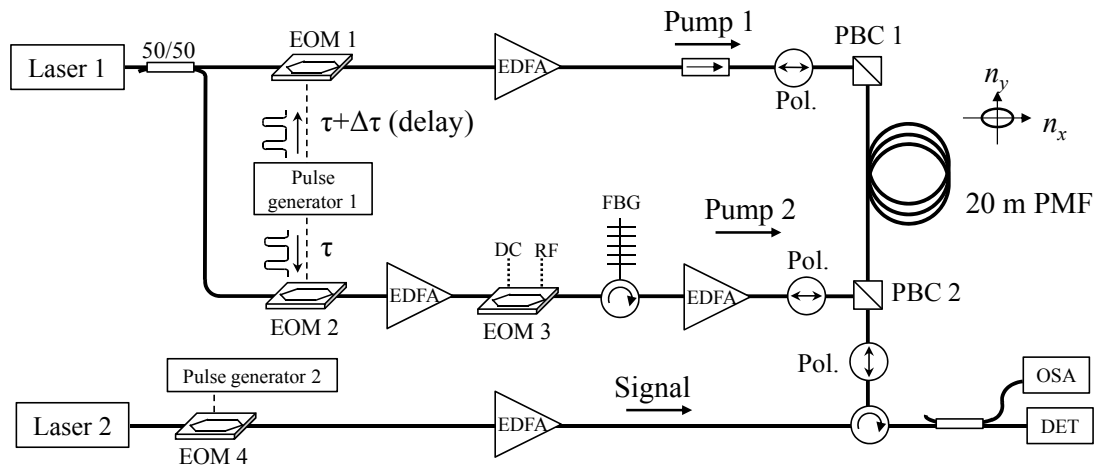 Laser 1
50/50
EOM 1
EDFA
Pump 1
Pol.
PBC 1
τ+Δτ (delay)
n_y
n_x
Pulse
generator 1
20 m PMF
τ
FBG
Pump 2
DC
RF
Pol.
EDFA
EDFA
PBC 2
EOM 2
EOM 3
Pol.
Pulse generator 2
Signal
OSA
Laser 2
EDFA
DET
EOM 4